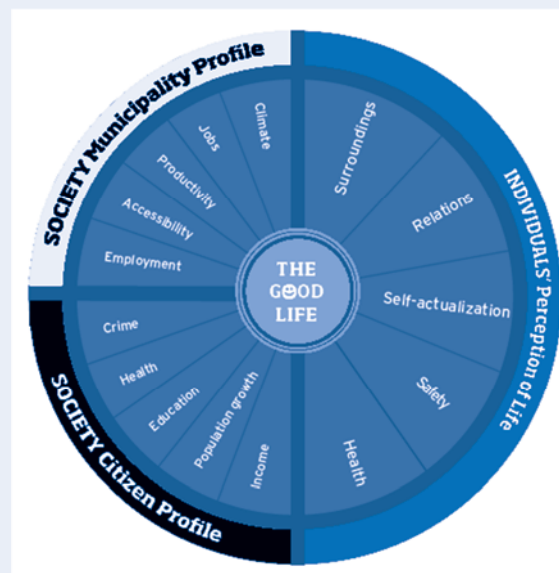 SOCIETY Municipality Profile
Climate
Jobs
Productivity
Accessibility
Employment
INDIVIDUALS' Perception of Life
Surroundings
Relations
Self-actualization
Safety
Health
THE
GOOD
LIFE
SOCIETY Citizen Profile
Crime
Health
Education
Population growth
Income